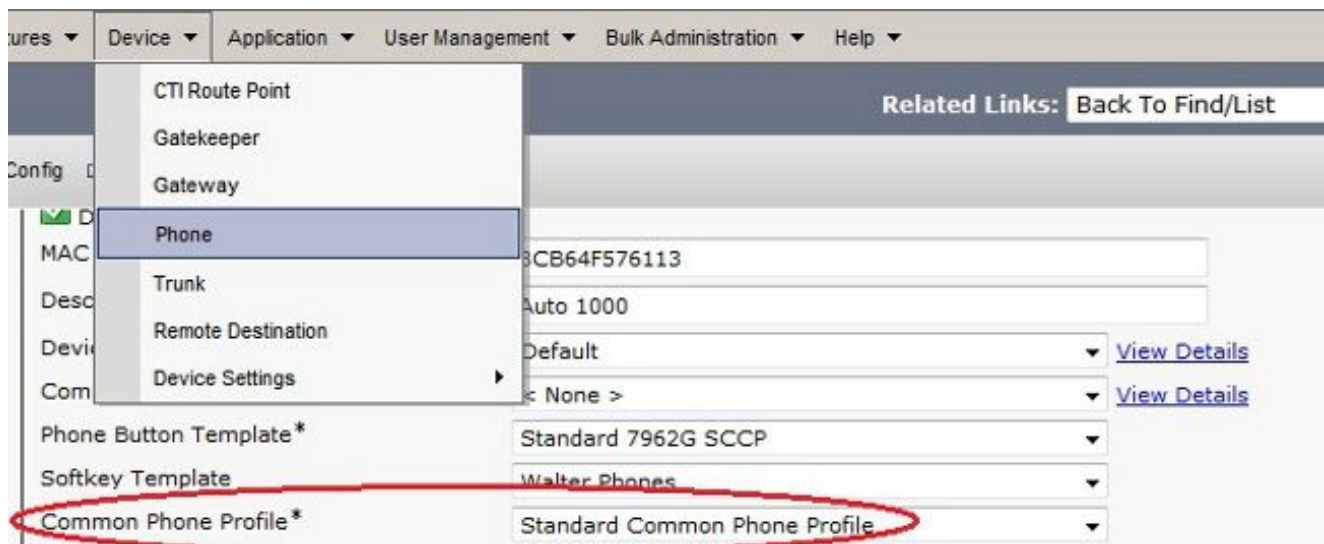 Device Application User Management Bulk Administration Help
CTI Route Point
Gatekeeper
Gateway
Phone
Trunk
Remote Destination
Device Settings
Related Links: Back To Find/List
Config
MAC CB64F576113
Desc Auto 1000
Devi Default View Details
Com < None > View Details
Phone Button Template* Standard 7962G SCCP
Softkey Template Walter Phones
Common Phone Profile* Standard Common Phone Profile